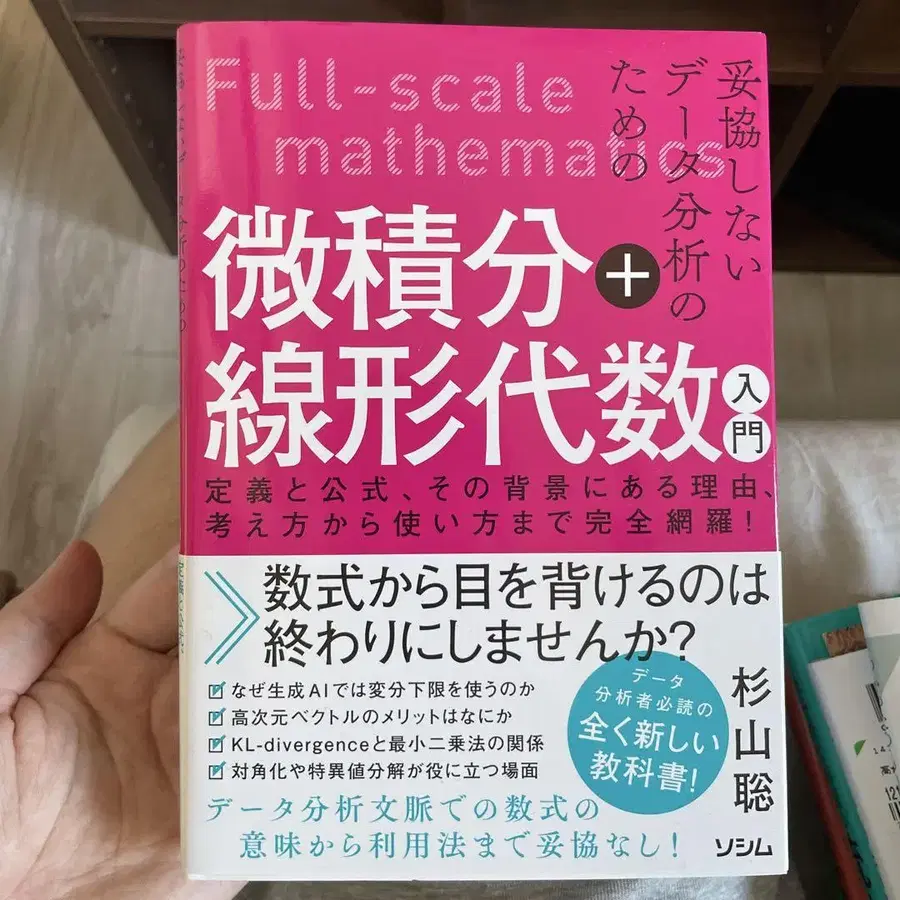 Full-scale
mathematics
妥協しない
データ分析の
ための
微積分+
線形代数
入門
定義と公式、その背景にある理由、
考え方から使い方まで完全網羅!
数式から目を背けるのは
終わりにしませんか?
なぜ生成AIでは変分下限を使うのか
高次元ベクトルのメリットはなにか
KL-divergenceと最小二乗法の関係
対角化や特異値分解が役に立つ場面
データ
分析者必読の
全く新しい
教科書!
杉山聡
データ分析文脈での数式の
意味から利用法まで妥協なし!
ソシム